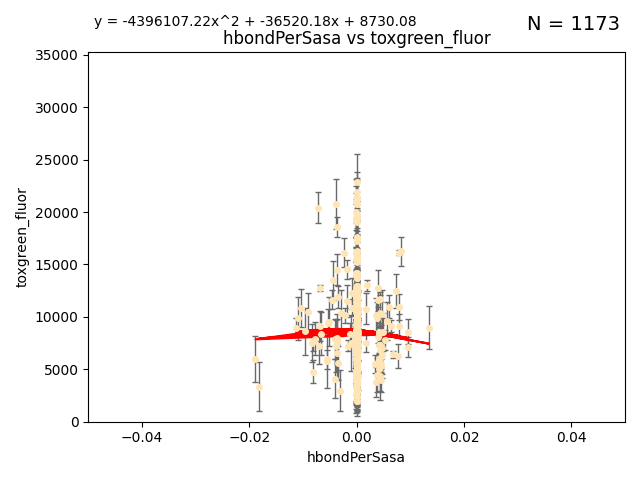 y = -4396107.22x^2 + -36520.18x + 8730.08
N = 1173
hbondPerSasa vs toxgreen_fluor
35000
30000
25000
20000
15000
10000
5000
0
toxgreen_fluor
−0.04
−0.02
0.00
0.02
0.04
hbondPerSasa